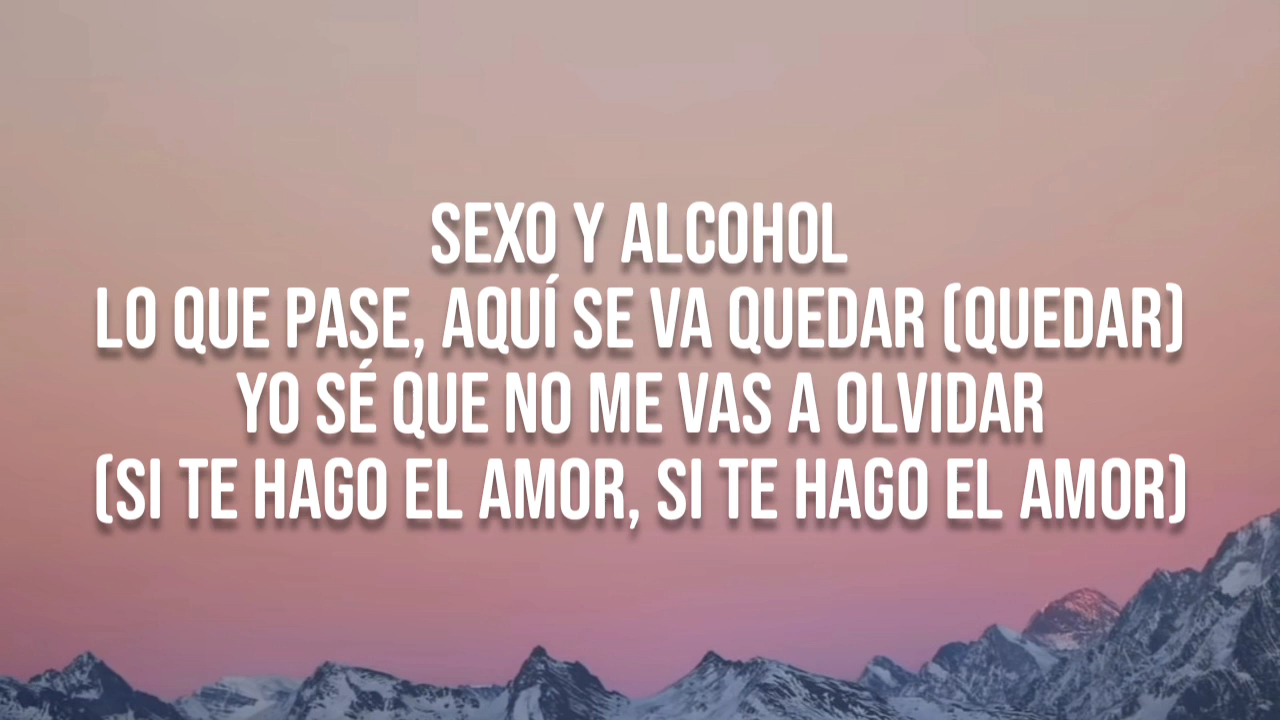 SEXO Y ALCOHOL
LO QUE PASE, AQUÍ SE VA QUEDAR (QUEDAR)
YO SÉ QUE NO ME VAS A OLVIDAR
(SI TE HAGO EL AMOR, SI TE HAGO EL AMOR)